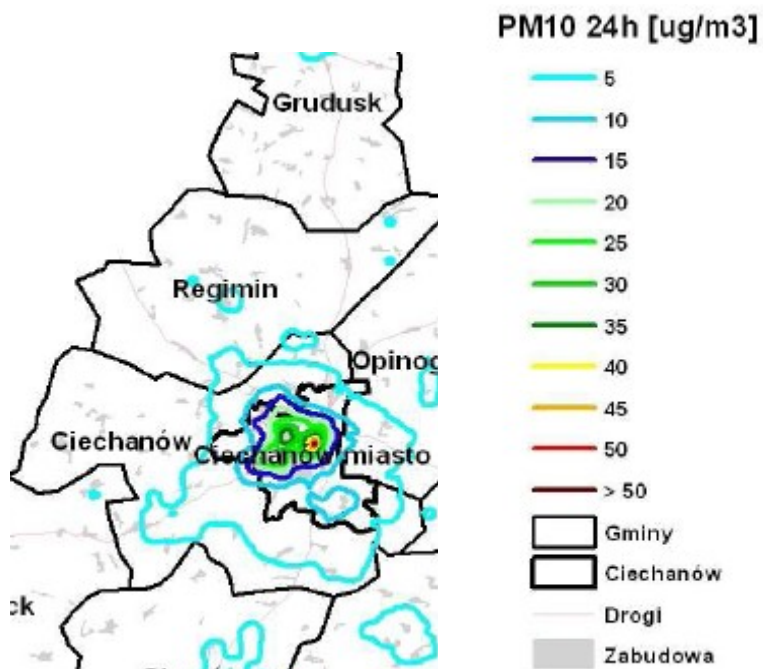 PM10 24h [ug/m3]
Grudusk
Regimin
Opinog
Ciechanów
Ciechanów miasto
ck
5
10
15
20
25
30
35
40
45
50
> 50
Gminy
Ciechanów
Drogi
Zabudowa